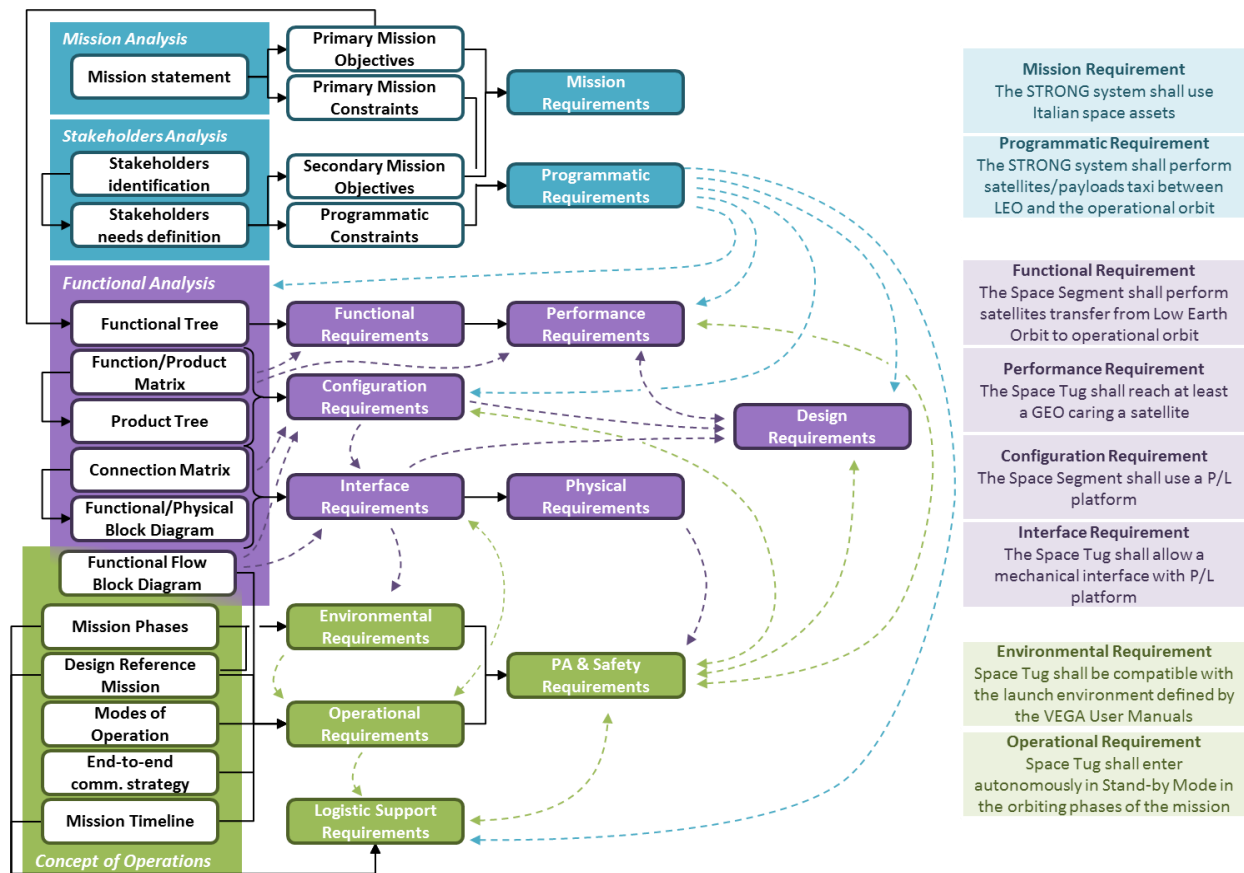 Mission Analysis
Mission statement
Primary Mission
Objectives
Primary Mission
Constraints
Mission
Requirements
Stakeholders Analysis
Stakeholders
identification
Stakeholders
needs definition
Secondary Mission
Objectives
Programmatic
Constraints
Programmatic
Requirements
Functional Analysis
Functional Tree
Function/Product
Matrix
Product Tree
Connection Matrix
Functional/Physical
Block Diagram
Functional Flow
Block Diagram
Functional
Requirements
Performance
Requirements
Configuration
Requirements
Design
Requirements
Interface
Requirements
Physical
Requirements
Mission Phases
Design Reference
Mission
Modes of
Operation
End-to-end
comm. strategy
Mission Timeline
Concept of Operations
Environmental
Requirements
PA & Safety
Requirements
Operational
Requirements
Logistic Support
Requirements
Mission Requirement
The STRONG system shall use
Italian space assets
Programmatic Requirement
The STRONG system shall perform
satellites/payloads taxi between
LEO and the operational orbit
Functional Requirement
The Space Segment shall perform
satellites transfer from Low Earth
Orbit to operational orbit
Performance Requirement
The Space Tug shall reach at least
a GEO caring a satellite
Configuration Requirement
The Space Segment shall use a P/L
platform
Interface Requirement
The Space Tug shall allow a
mechanical interface with P/L
platform
Environmental Requirement
Space Tug shall be compatible with
the launch environment defined by
the VEGA User Manuals
Operational Requirement
Space Tug shall enter
autonomously in Stand-by Mode in
the orbiting phases of the mission